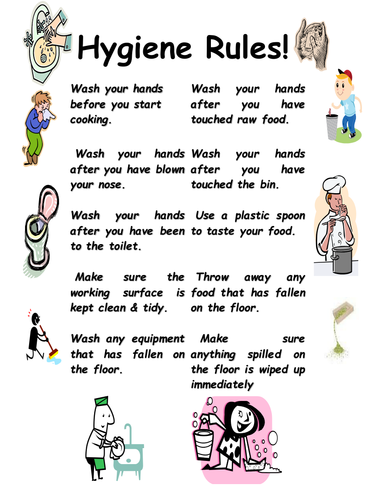 Hygiene Rules!
Wash your hands
before you start
cooking.
Wash your hands
after you have
touched raw food.
Wash your hands
after you have blown
your nose.
Wash your hands
after you have
touched the bin.
Wash your hands
after you have been
to the toilet.
Use a plastic spoon
to taste your food.
Make sure the
working surface is
kept clean & tidy.
Throw away any
food that has fallen
on the floor.
Wash any equipment
that has fallen on
the floor.
Make sure
anything spilled on
the floor is wiped up
immediately